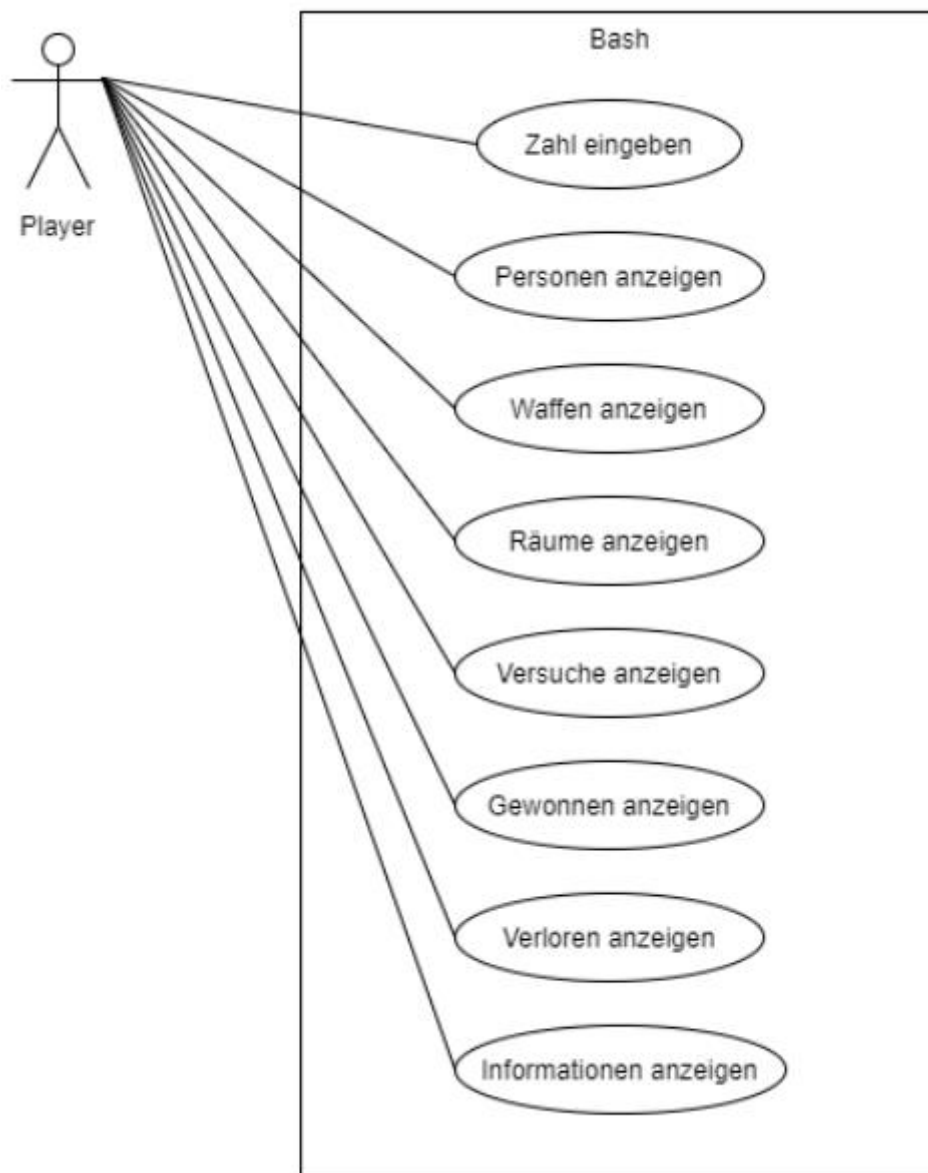 Bash
Zahl eingeben
Player
Personen anzeigen
Waffen anzeigen
Räume anzeigen
Versuche anzeigen
Gewonnen anzeigen
Verloren anzeigen
Informationen anzeigen